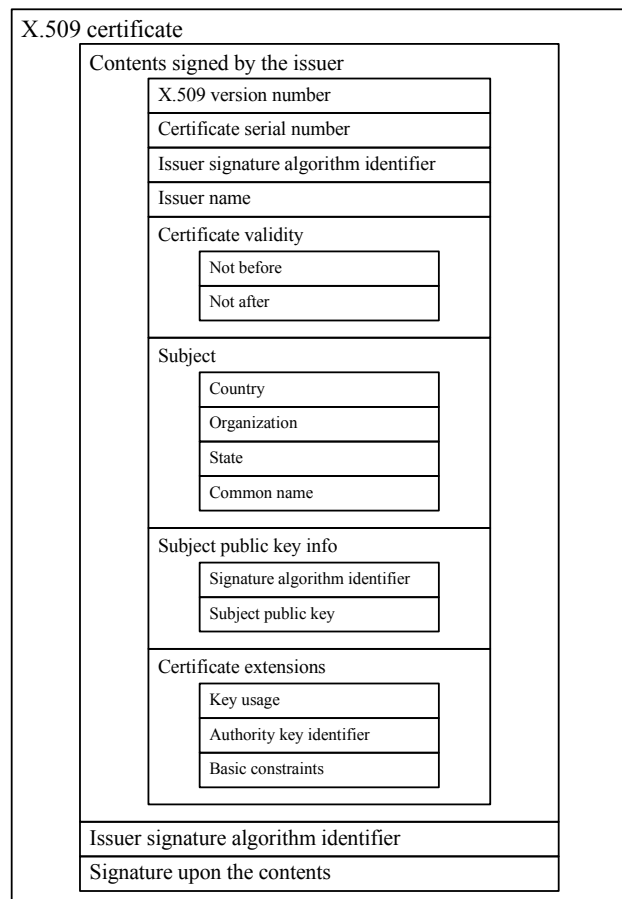 X.509 certificate
Contents signed by the issuer
X.509 version number
Certificate serial number
Issuer signature algorithm identifier
Issuer name
Certificate validity
Not before
Not after
Subject
Country
Organization
State
Common name
Subject public key info
Signature algorithm identifier
Subject public key
Certificate extensions
Key usage
Authority key identifier
Basic constraints
Issuer signature algorithm identifier
Signature upon the contents